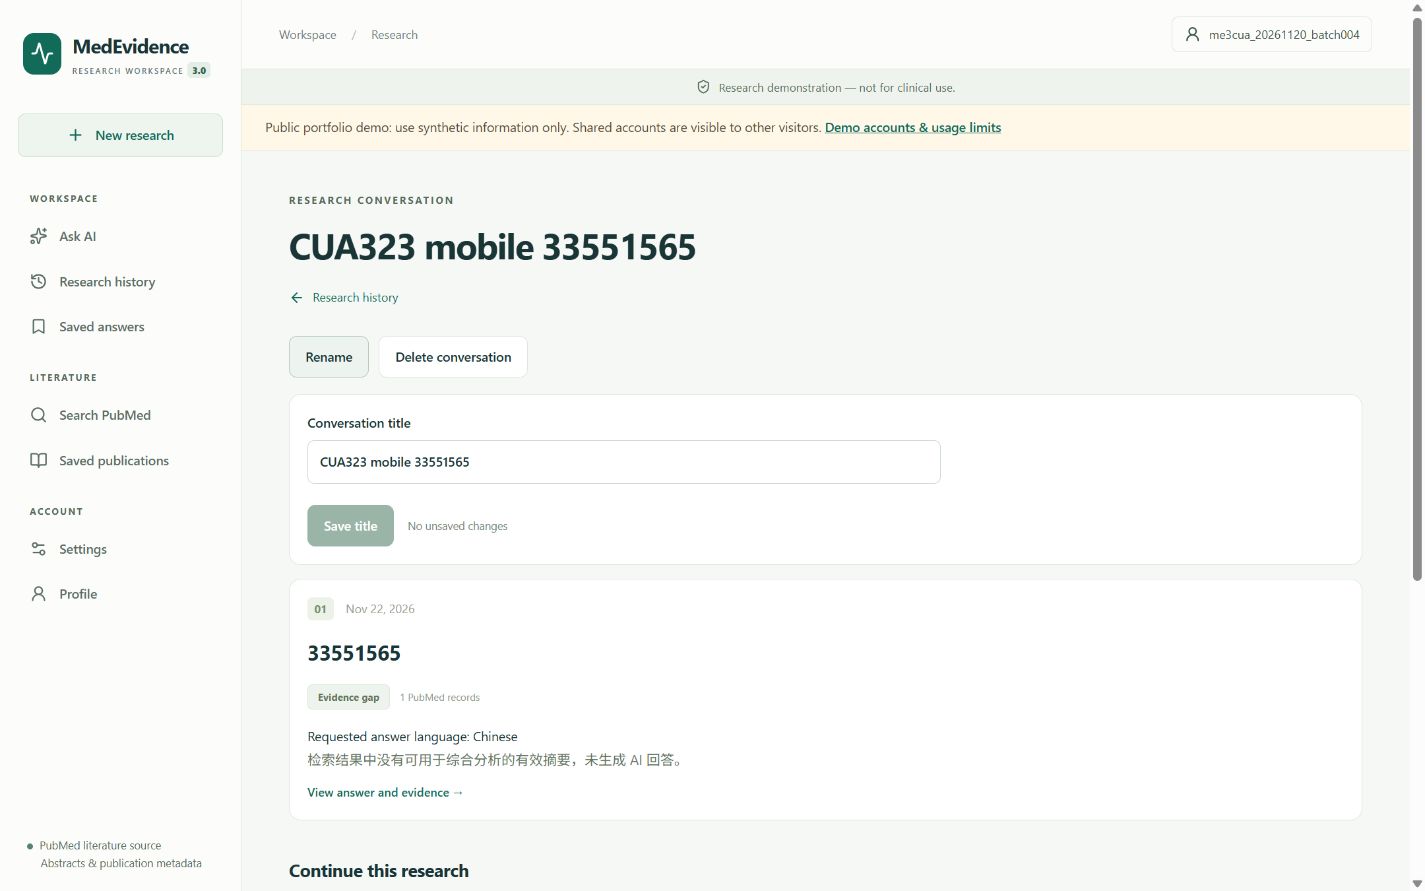 MedEvidence
RESEARCH WORKSPACE 3.0
New research
WORKSPACE
Ask AI
Research history
Saved answers
LITERATURE
Search PubMed
Saved publications
ACCOUNT
Settings
Profile
PubMed literature source
Abstracts & publication metadata
Workspace / Research
me3cua_20261120_batch004
Research demonstration — not for clinical use.
Public portfolio demo: use synthetic information only. Shared accounts are visible to other visitors. Demo accounts & usage limits
RESEARCH CONVERSATION
CUA323 mobile 33551565
← Research history
Rename Delete conversation
Conversation title
CUA323 mobile 33551565
Save title No unsaved changes
01 Nov 22, 2026
33551565
Evidence gap 1 PubMed records
Requested answer language: Chinese
检索结果中没有可用于综合分析的有效摘要，未生成 AI 回答。
View answer and evidence →
Continue this research